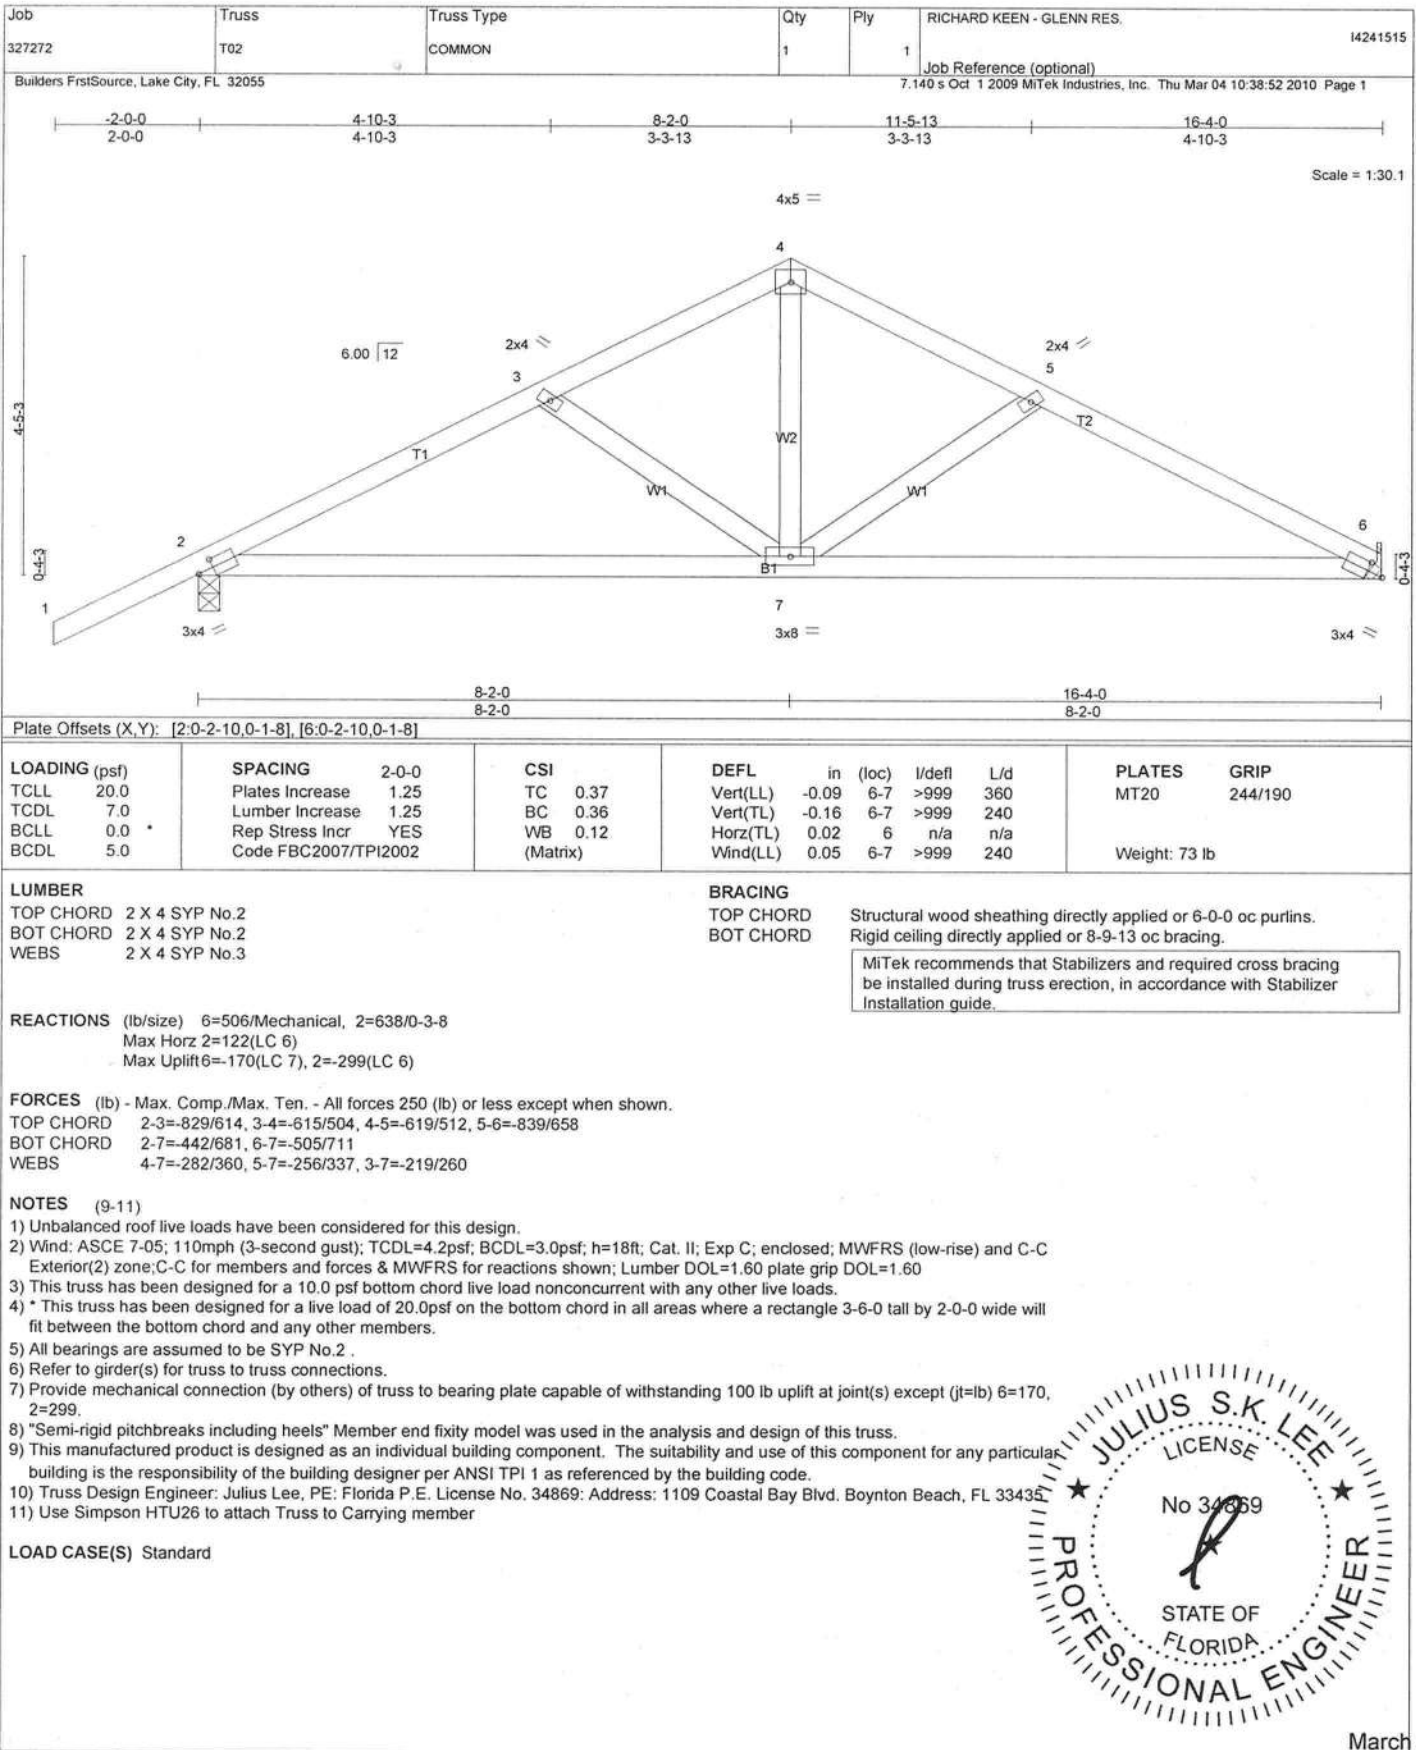 Job
Truss
Truss Type
Qty
Ply
RICHARD KEEN - GLENN RES.
I4241515
327272
T02
COMMON
1
1
Job Reference (optional)
Builders FrstSource, Lake City, FL 32055
7.140 s Oct 1 2009 MiTek Industries, Inc. Thu Mar 04 10:38:52 2010 Page 1
-2-0-0 4-10-3 8-2-0 11-5-13 16-4-0
2-0-0 4-10-3 3-3-13 3-3-13 4-10-3
Scale = 1:30.1
4x5 =
4
6.00 12
2x4
3
2x4
5
4-5-3
T1
W2
T2
W1
W1
2
6
0-4-3
0-4-3
B1
1
7
3x4
3x8 =
3x4
8-2-0 16-4-0
8-2-0 8-2-0
Plate Offsets (X,Y): [2:0-2-10,0-1-8], [6:0-2-10,0-1-8]
LOADING (psf)
TCLL 20.0
TCDL 7.0
BCLL 0.0 *
BCDL 5.0
SPACING 2-0-0
Plates Increase 1.25
Lumber Increase 1.25
Rep Stress Incr YES
Code FBC2007/TPI2002
CSI
TC 0.37
BC 0.36
WB 0.12
(Matrix)
DEFL in (loc) l/defl L/d
Vert(LL) -0.09 6-7 >999 360
Vert(TL) -0.16 6-7 >999 240
Horz(TL) 0.02 6 n/a n/a
Wind(LL) 0.05 6-7 >999 240
PLATES GRIP
MT20 244/190
Weight: 73 lb
LUMBER
TOP CHORD 2 X 4 SYP No.2
BOT CHORD 2 X 4 SYP No.2
WEBS 2 X 4 SYP No.3
BRACING
TOP CHORD Structural wood sheathing directly applied or 6-0-0 oc purlins.
BOT CHORD Rigid ceiling directly applied or 8-9-13 oc bracing.
MiTek recommends that Stabilizers and required cross bracing
be installed during truss erection, in accordance with Stabilizer
Installation guide.
REACTIONS (lb/size) 6=506/Mechanical, 2=638/0-3-8
Max Horz 2=122(LC 6)
Max Uplift6=-170(LC 7), 2=-299(LC 6)
FORCES (lb) - Max. Comp./Max. Ten. - All forces 250 (lb) or less except when shown.
TOP CHORD 2-3=-829/614, 3-4=-615/504, 4-5=-619/512, 5-6=-839/658
BOT CHORD 2-7=-442/681, 6-7=-505/711
WEBS 4-7=-282/360, 5-7=-256/337, 3-7=-219/260
NOTES (9-11)
1) Unbalanced roof live loads have been considered for this design.
2) Wind: ASCE 7-05; 110mph (3-second gust); TCDL=4.2psf; BCDL=3.0psf; h=18ft; Cat. II; Exp C; enclosed; MWFRS (low-rise) and C-C
Exterior(2) zone;C-C for members and forces & MWFRS for reactions shown; Lumber DOL=1.60 plate grip DOL=1.60
3) This truss has been designed for a 10.0 psf bottom chord live load nonconcurrent with any other live loads.
4) * This truss has been designed for a live load of 20.0psf on the bottom chord in all areas where a rectangle 3-6-0 tall by 2-0-0 wide will
fit between the bottom chord and any other members.
5) All bearings are assumed to be SYP No.2 .
6) Refer to girder(s) for truss to truss connections.
7) Provide mechanical connection (by others) of truss to bearing plate capable of withstanding 100 lb uplift at joint(s) except (jt=lb) 6=170,
2=299.
8) "Semi-rigid pitchbreaks including heels" Member end fixity model was used in the analysis and design of this truss.
9) This manufactured product is designed as an individual building component. The suitability and use of this component for any particular
building is the responsibility of the building designer per ANSI TPI 1 as referenced by the building code.
10) Truss Design Engineer: Julius Lee, PE: Florida P.E. License No. 34869: Address: 1109 Coastal Bay Blvd. Boynton Beach, FL 33435
11) Use Simpson HTU26 to attach Truss to Carrying member
LOAD CASE(S) Standard
JULIUS S.K. LEE
LICENSE
No 34869
STATE OF
FLORIDA
PROFESSIONAL ENGINEER
March